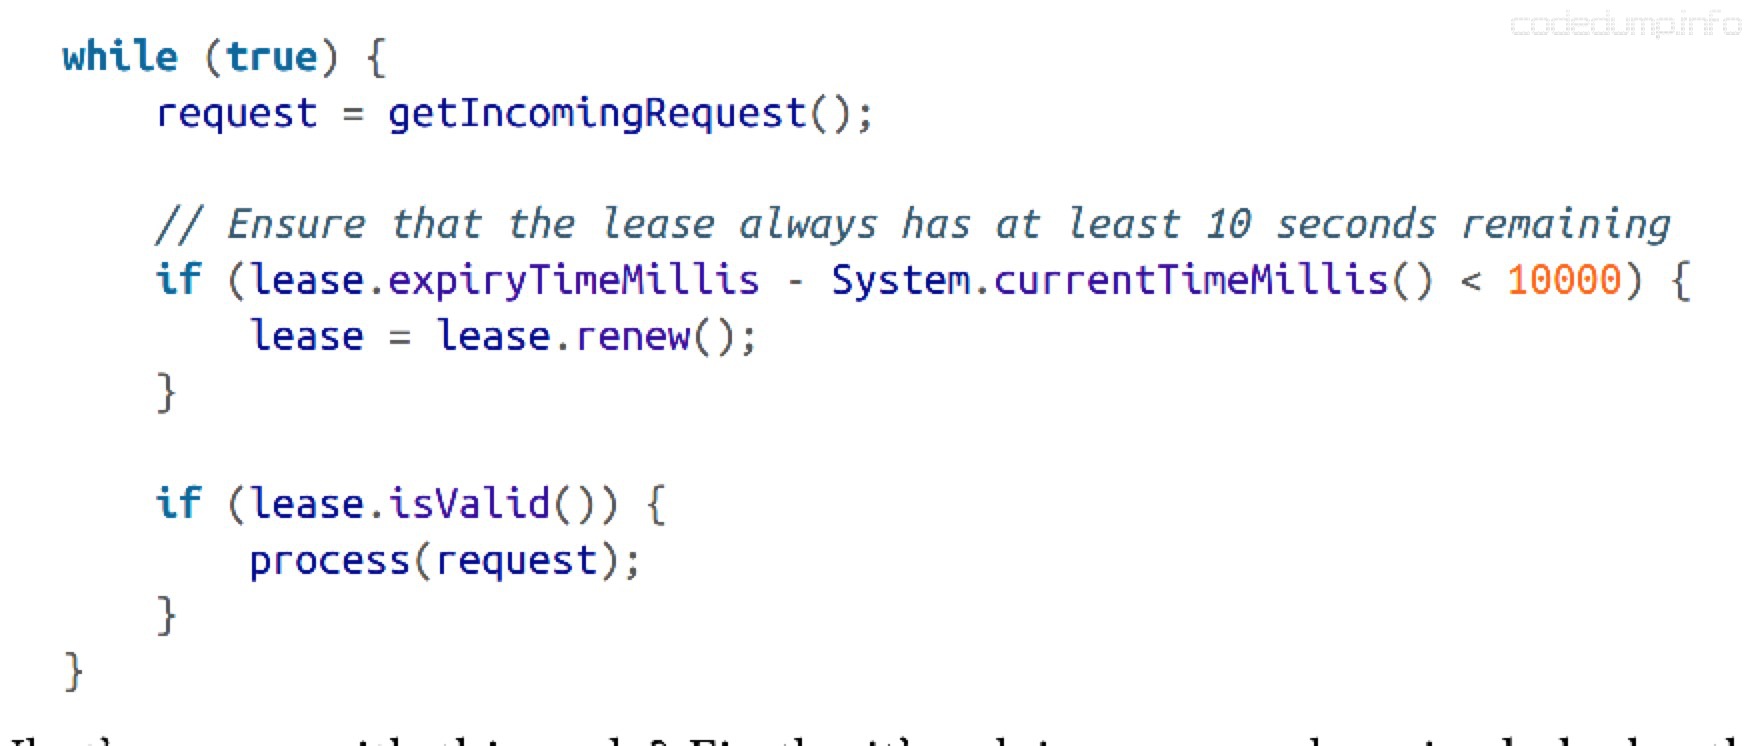 codedump.info
while (true) {
    request = getIncomingRequest();
    // Ensure that the lease always has at least 10 seconds remaining
    if (lease.expiryTimeMillis - System.currentTimeMillis() < 10000) {
        lease = lease.renew();
    }
    if (lease.isValid()) {
        process(request);
    }
}